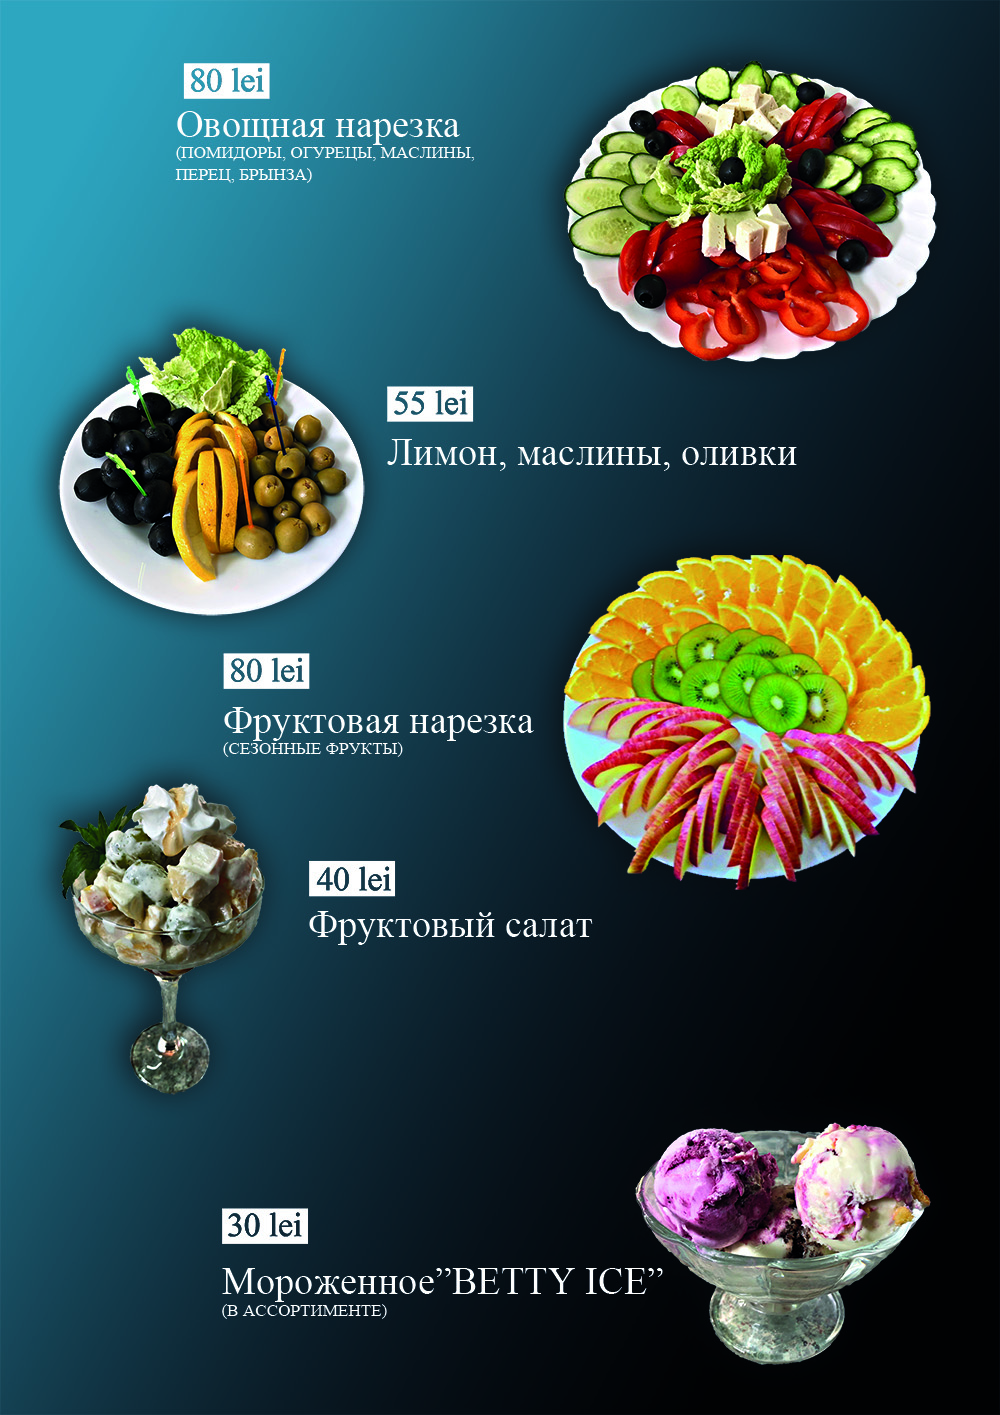 80 lei
Овощная нарезка
(ПОМИДОРЫ, ОГУРЕЦЫ, МАСЛИНЫ,
ПЕРЕЦ, БРЫНЗА)
55 lei
Лимон, маслины, оливки
80 lei
Фруктовая нарезка
(СЕЗОННЫЕ ФРУКТЫ)
40 lei
Фруктовый салат
30 lei
Мороженное”BETTY ICE”
(В АССОРТИМЕНТЕ)